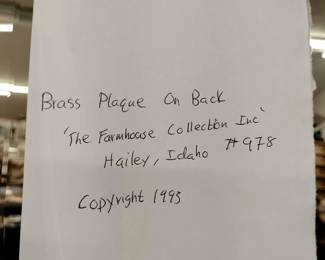 Brass Plaque On Back
'The Farmhouse Collection Inc'
Hailey, Idaho #978
Copyright 1993